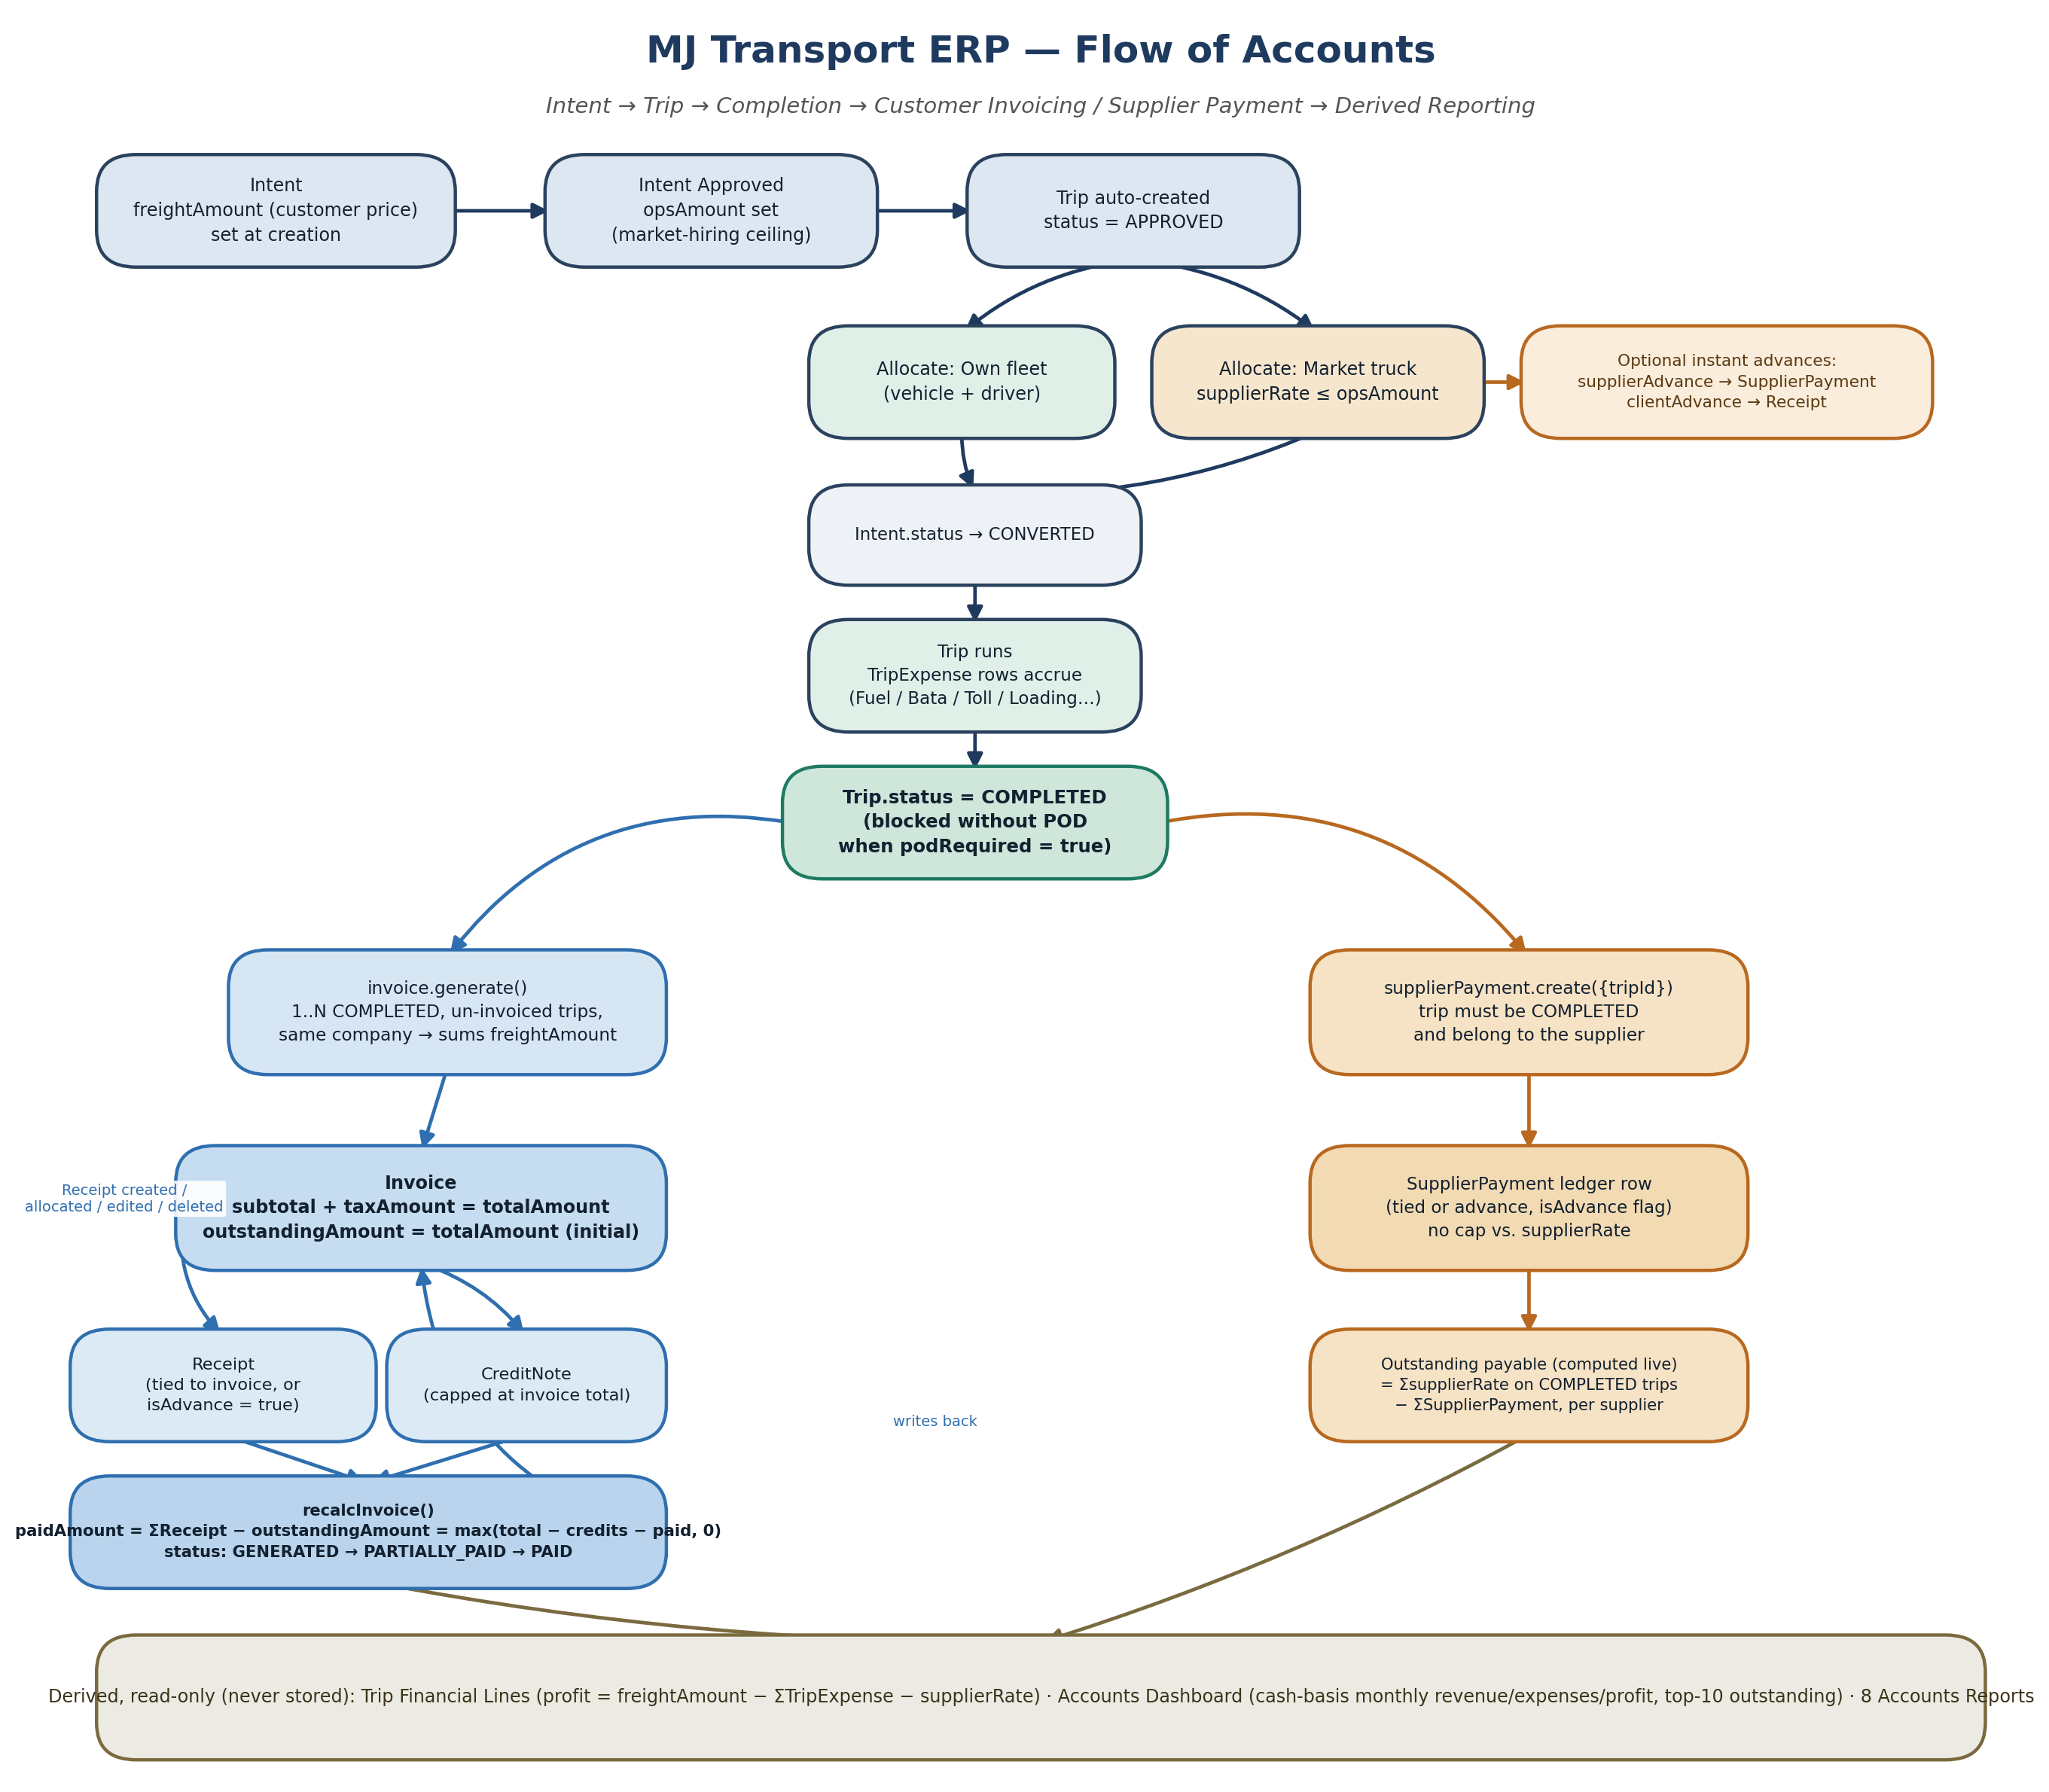 MJ Transport ERP — Flow of Accounts
Intent → Trip → Completion → Customer Invoicing / Supplier Payment → Derived Reporting
Intent
freightAmount (customer price)
set at creation
Intent Approved
opsAmount set
(market-hiring ceiling)
Trip auto-created
status = APPROVED
Allocate: Own fleet
(vehicle + driver)
Allocate: Market truck
supplierRate ≤ opsAmount
Optional instant advances:
supplierAdvance → SupplierPayment
clientAdvance → Receipt
Intent.status → CONVERTED
Trip runs
TripExpense rows accrue
(Fuel / Bata / Toll / Loading…)
Trip.status = COMPLETED
(blocked without POD
when podRequired = true)
invoice.generate()
1..N COMPLETED, un-invoiced trips,
same company → sums freightAmount
supplierPayment.create({tripId})
trip must be COMPLETED
and belong to the supplier
Receipt created /
allocated / edited / deleted
Invoice
subtotal + taxAmount = totalAmount
outstandingAmount = totalAmount (initial)
SupplierPayment ledger row
(tied or advance, isAdvance flag)
no cap vs. supplierRate
Receipt
(tied to invoice, or
isAdvance = true)
CreditNote
(capped at invoice total)
writes back
Outstanding payable (computed live)
= ΣsupplierRate on COMPLETED trips
− ΣSupplierPayment, per supplier
recalcInvoice()
paidAmount = ΣReceipt − outstandingAmount = max(total − credits − paid, 0)
status: GENERATED → PARTIALLY_PAID → PAID
Derived, read-only (never stored): Trip Financial Lines (profit = freightAmount − ΣTripExpense − supplierRate) · Accounts Dashboard (cash-basis monthly revenue/expenses/profit, top-10 outstanding) · 8 Accounts Reports